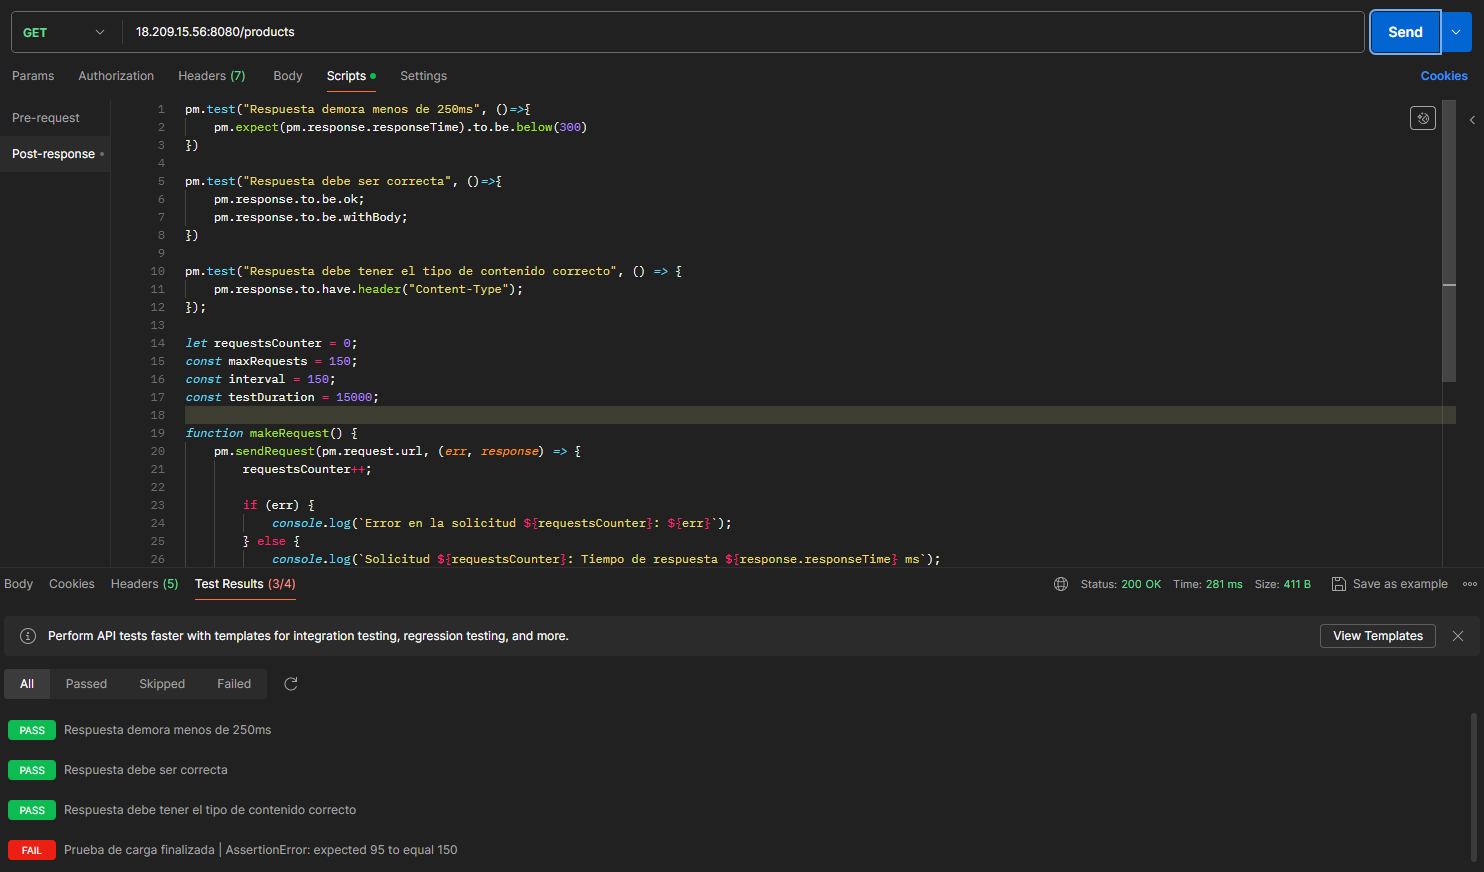 GET 18.209.15.56:8080/products Send
Params Authorization Headers (7) Body Scripts Settings Cookies
Pre-request
Post-response
1 pm.test("Respuesta demora menos de 250ms", ()=>{
2 pm.expect(pm.response.responseTime).to.be.below(300)
3 })
4
5 pm.test("Respuesta debe ser correcta", ()=>{
6 pm.response.to.be.ok;
7 pm.response.to.be.withBody;
8 })
9
10 pm.test("Respuesta debe tener el tipo de contenido correcto", () => {
11 pm.response.to.have.header("Content-Type");
12 });
13
14 let requestsCounter = 0;
15 const maxRequests = 150;
16 const interval = 150;
17 const testDuration = 15000;
18
19 function makeRequest() {
20 pm.sendRequest(pm.request.url, (err, response) => {
21 requestsCounter++;
22
23 if (err) {
24 console.log(`Error en la solicitud ${requestsCounter}: ${err}`);
25 } else {
26 console.log(`Solicitud ${requestsCounter}: Tiempo de respuesta ${response.responseTime} ms`);
Body Cookies Headers (5) Test Results (3/4) Status: 200 OK Time: 281 ms Size: 411 B Save as example
Perform API tests faster with templates for integration testing, regression testing, and more. View Templates
All Passed Skipped Failed
PASS Respuesta demora menos de 250ms
PASS Respuesta debe ser correcta
PASS Respuesta debe tener el tipo de contenido correcto
FAIL Prueba de carga finalizada | AssertionError: expected 95 to equal 150